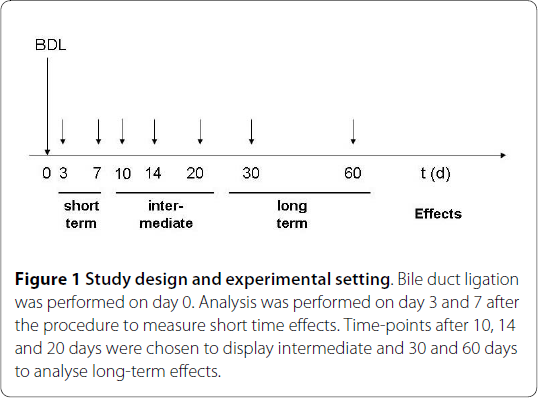 BDL
0 3 7 10 14 20 30 60 t (d)
short term
inter-mediate
long term
Effects
Figure 1 Study design and experimental setting. Bile duct ligation
was performed on day 0. Analysis was performed on day 3 and 7 after
the procedure to measure short time effects. Time-points after 10, 14
and 20 days were chosen to display intermediate and 30 and 60 days
to analyse long-term effects.